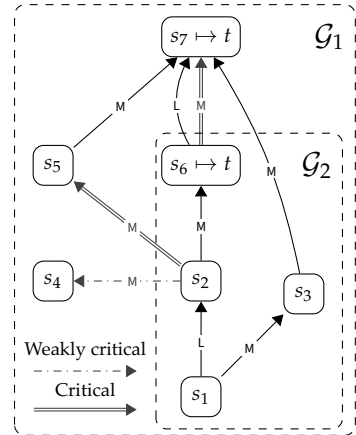 s₇ ↦ t
𝒢₁
M
L
M
M
s₅
s₆ ↦ t
𝒢₂
M
M
s₄
M
s₂
s₃
Weakly critical
L
M
Critical
s₁